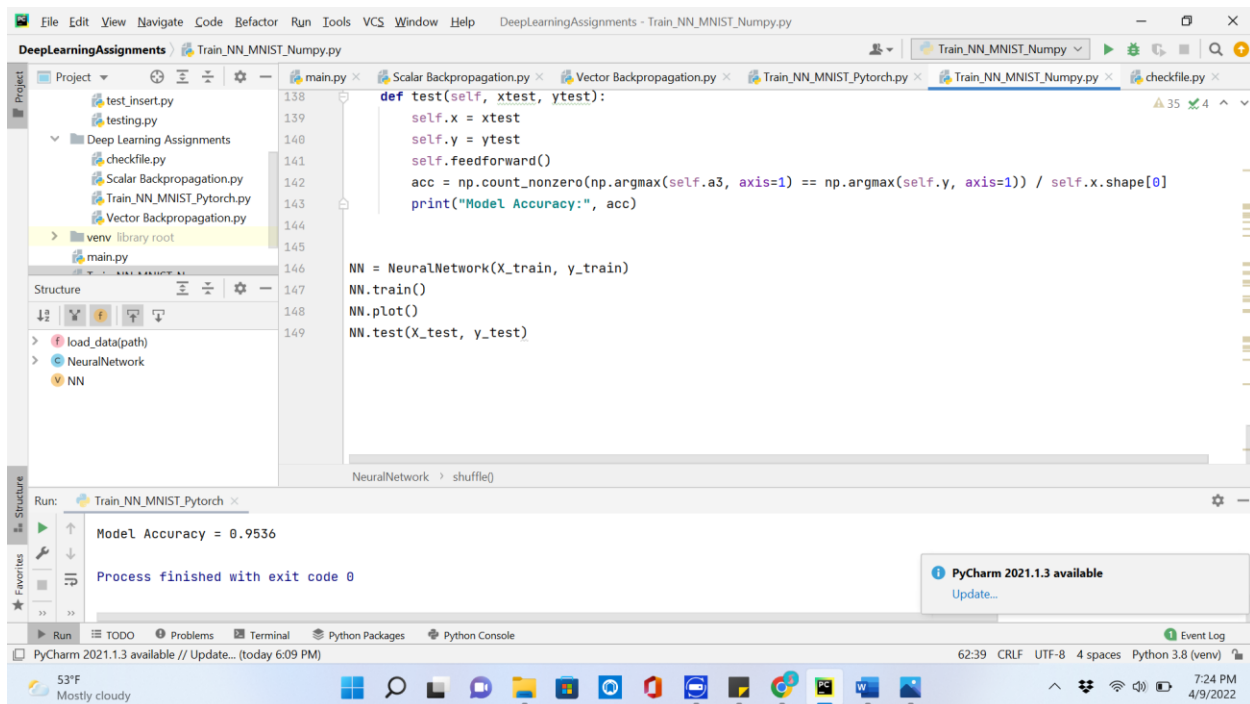 File Edit View Navigate Code Refactor Run Tools VCS Window Help DeepLearningAssignments - Train_NN_MNIST_Numpy.py
DeepLearningAssignments Train_NN_MNIST_Numpy.py
Train_NN_MNIST_Numpy
Project
main.py Scalar Backpropagation.py Vector Backpropagation.py Train_NN_MNIST_Pytorch.py Train_NN_MNIST_Numpy.py checkfile.py
test_insert.py
testing.py
Deep Learning Assignments
checkfile.py
Scalar Backpropagation.py
Train_NN_MNIST_Pytorch.py
Vector Backpropagation.py
venv library root
main.py
Structure
load_data(path)
NeuralNetwork
NN
35 4
138 def test(self, xtest, ytest):
139 self.x = xtest
140 self.y = ytest
141 self.feedforward()
142 acc = np.count_nonzero(np.argmax(self.a3, axis=1) == np.argmax(self.y, axis=1)) / self.x.shape[0]
143 print("Model Accuracy:", acc)
144
145
146 NN = NeuralNetwork(X_train, y_train)
147 NN.train()
148 NN.plot()
149 NN.test(X_test, y_test)
NeuralNetwork shuffle()
Structure
Favorites
Run: Train_NN_MNIST_Pytorch
Model Accuracy = 0.9536
Process finished with exit code 0
PyCharm 2021.1.3 available
Update...
Run TODO Problems Terminal Python Packages Python Console
1 Event Log
PyCharm 2021.1.3 available // Update... (today 6:09 PM)
62:39 CRLF UTF-8 4 spaces Python 3.8 (venv)
53°F
Mostly cloudy
7:24 PM
4/9/2022